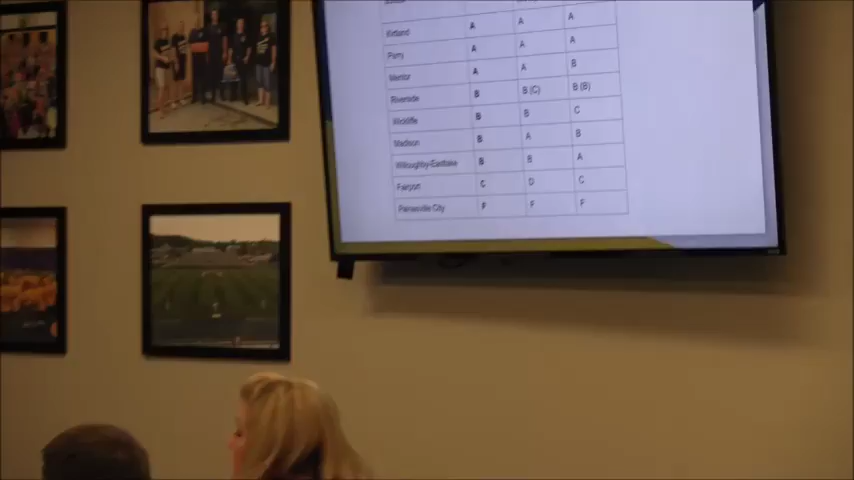 Kirtland A A A
Perry A A A
Mentor A A B
Riverside B B (C) B (B)
Wickliffe B B C
Madison B A B
Willoughby-Eastlake B B A
Fairport C D C
Painesville City F F F